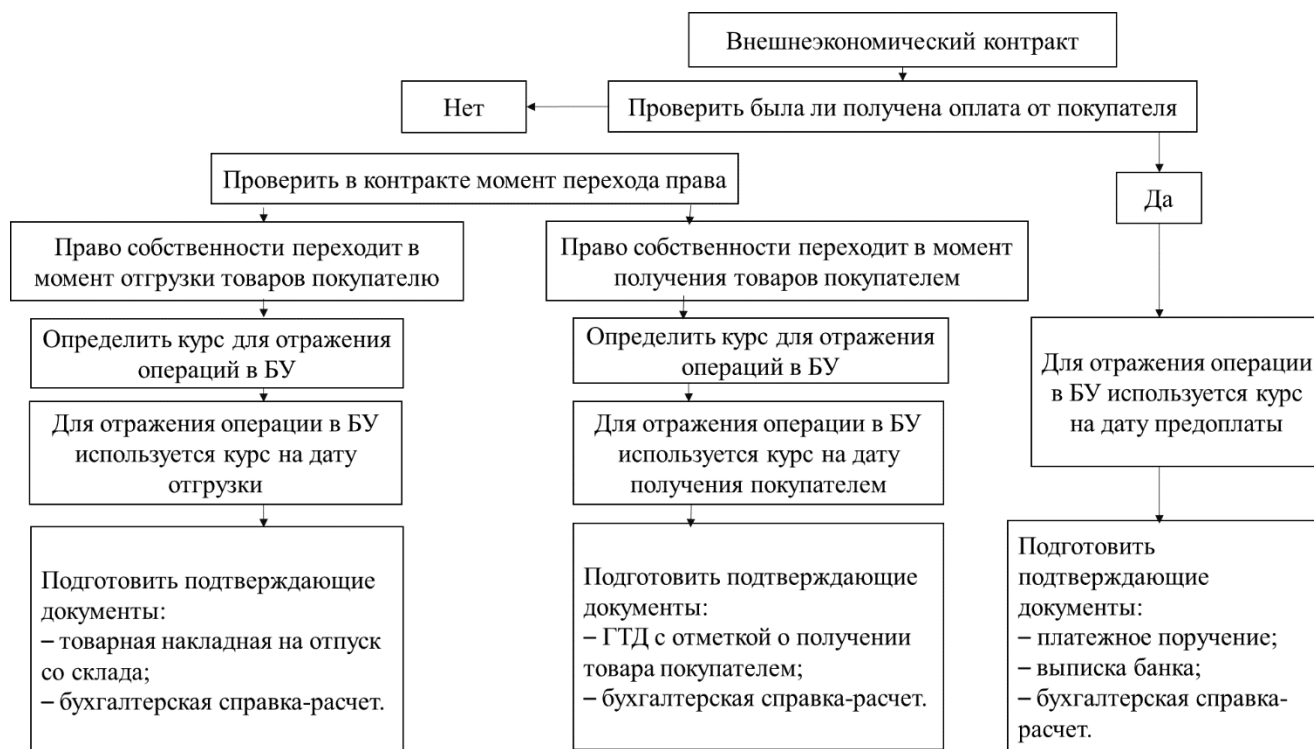 Внешнеэкономический контракт
Нет
Проверить была ли получена оплата от покупателя
Проверить в контракте момент перехода права
Да
Право собственности переходит в
момент отгрузки товаров покупателю
Право собственности переходит в момент
получения товаров покупателем
Определить курс для отражения
операций в БУ
Определить курс для отражения
операций в БУ
Для отражения операции
в БУ используется курс
на дату предоплаты
Для отражения операции в БУ
используется курс на дату
отгрузки
Для отражения операции в БУ
используется курс на дату
получения покупателем
Подготовить подтверждающие
документы:
– товарная накладная на отпуск
со склада;
– бухгалтерская справка-расчет.
Подготовить подтверждающие
документы:
– ГТД с отметкой о получении
товара покупателем;
– бухгалтерская справка-расчет.
Подготовить
подтверждающие
документы:
– платежное поручение;
– выписка банка;
– бухгалтерская справка-
расчет.